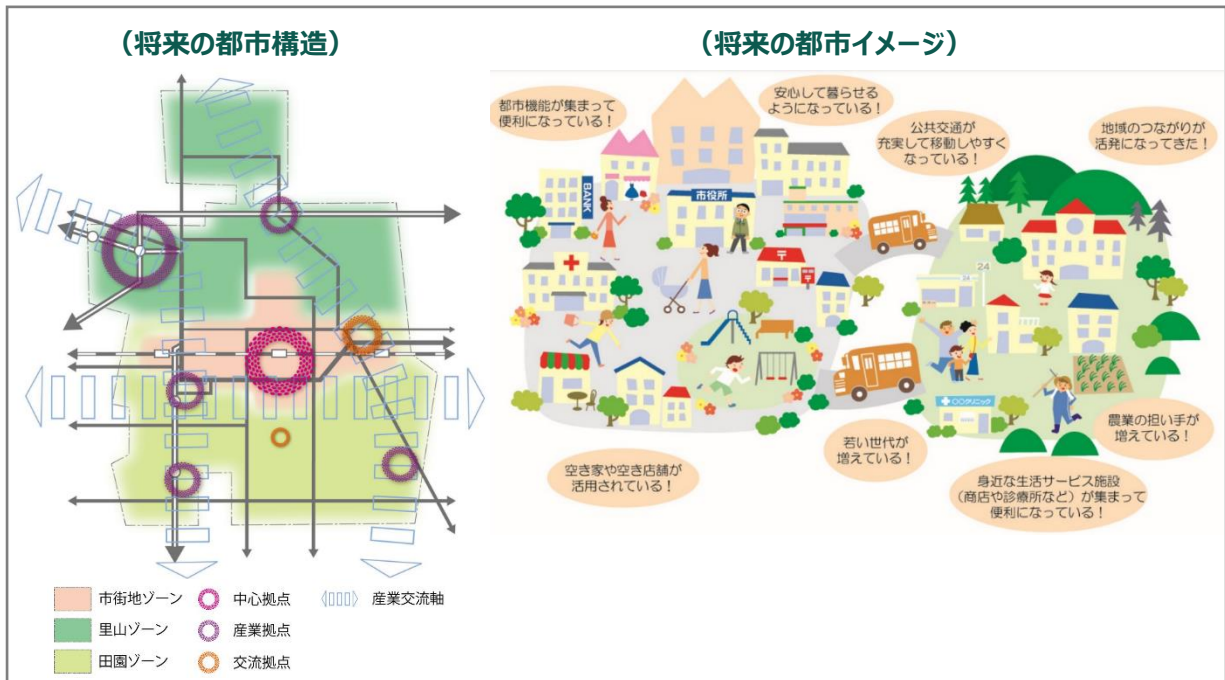 （将来の都市構造）
市街地ゾーン
中心拠点
産業交流軸
里山ゾーン
産業拠点
田園ゾーン
交流拠点
（将来の都市イメージ）
都市機能が集まって
便利になっている！
安心して暮らせる
ようになっている！
公共交通が
充実して移動しやすく
なっている！
地域のつながりが
活発になってきた！
BANK
市役所
〒
〒
24
24
〇〇クリニック
空き家や空き店舗が
活用されている！
若い世代が
増えている！
農業の担い手が
増えている！
身近な生活サービス施設
（商店や診療所など）が集まって
便利になっている！